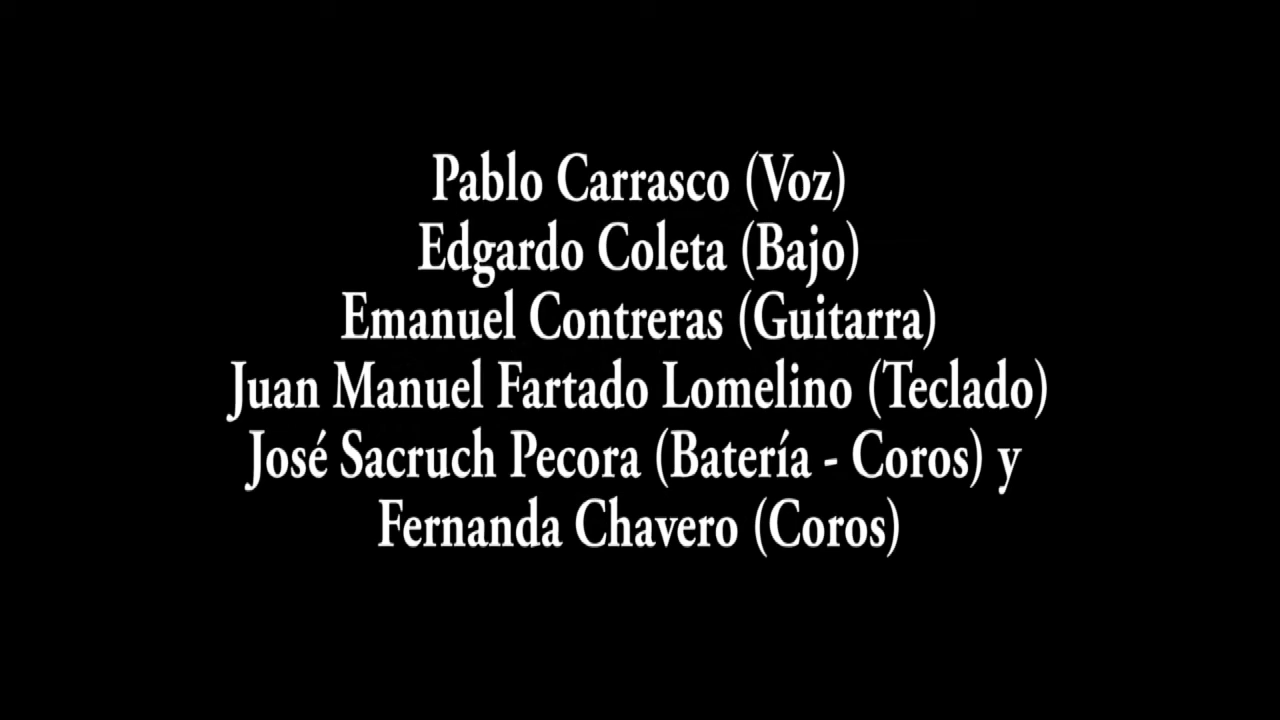 Pablo Carrasco (Voz)
Edgardo Coleta (Bajo)
Emanuel Contreras (Guitarra)
Juan Manuel Fartado Lomelino (Teclado)
José Sacruch Pecora (Batería - Coros) y
Fernanda Chavero (Coros)